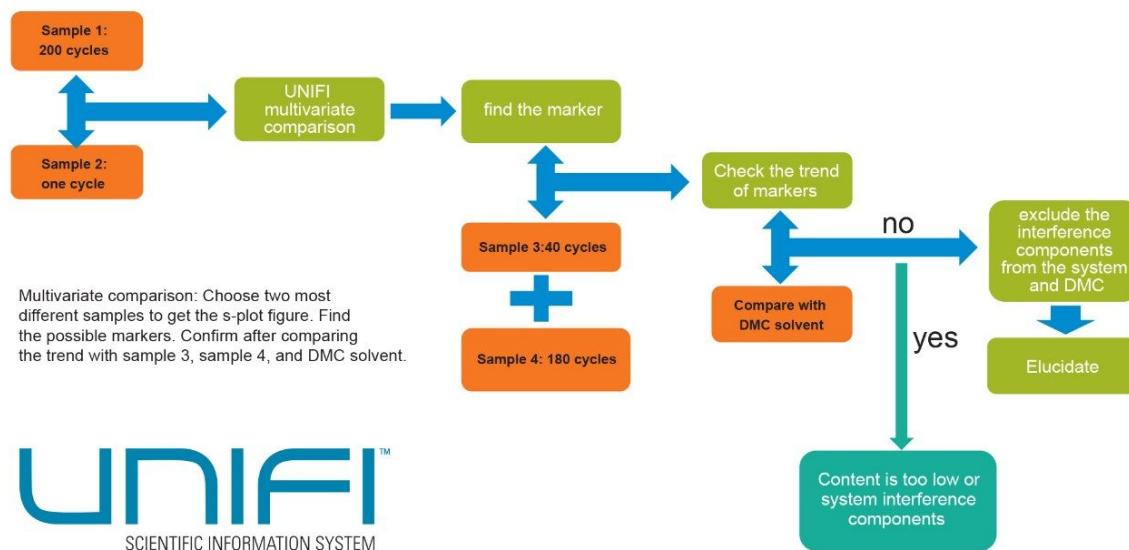 Sample 1:
200 cycles
UNIFI
multivariate
comparison
find the marker
Sample 2:
one cycle
Check the trend
of markers
no
exclude the
interference
components
from the system
and DMC
Sample 3:40 cycles
Compare with
DMC solvent
Multivariate comparison: Choose two most
different samples to get the s-plot figure. Find
the possible markers. Confirm after comparing
the trend with sample 3, sample 4, and DMC solvent.
Sample 4: 180 cycles
yes
Elucidate
Content is too low or
system interference
components
UNIFI™
SCIENTIFIC INFORMATION SYSTEM